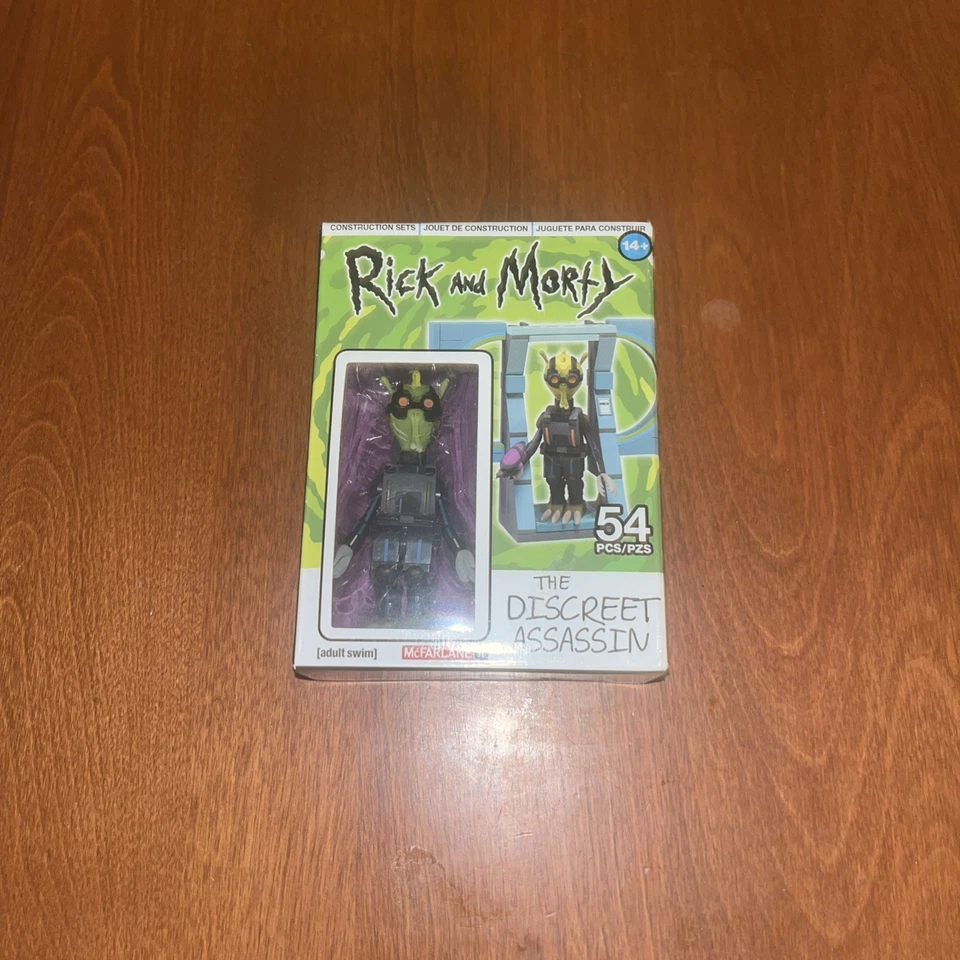 CONSTRUCTION SETS | JOUET DE CONSTRUCTION | JUGUETE PARA CONSTRUIR
14+
RICK AND MORTY
54
PCS/PZS
THE
DISCREET
ASSASSIN
[adult swim]
McFARLANE